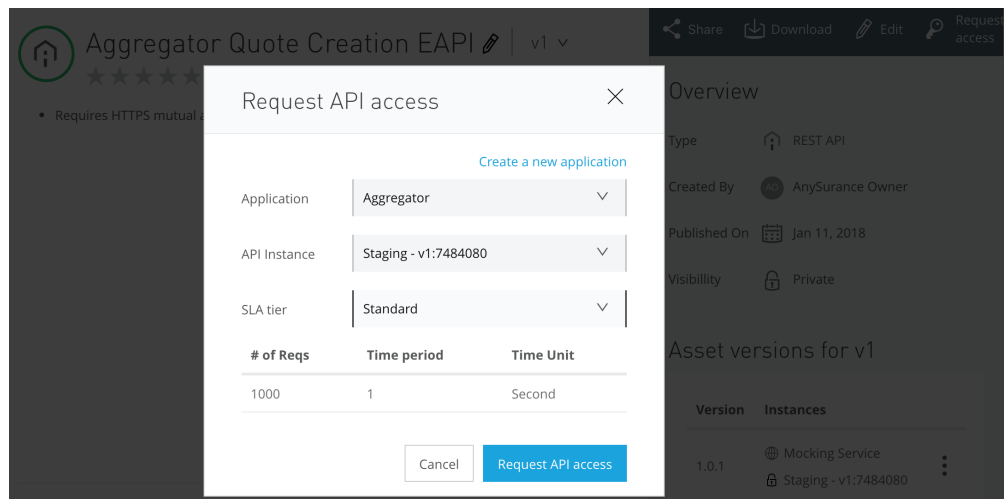 Aggregator Quote Creation EAPI v1
Share Download Edit Request access
Requires HTTPS mutual a
Request API access
Create a new application
Application Aggregator
API Instance Staging - v1:7484080
SLA tier Standard
# of Reqs Time period Time Unit
1000 1 Second
Cancel Request API access
Overview
Type REST API
Created By AO AnySurance Owner
Published On Jan 11, 2018
Visibillity Private
Asset versions for v1
Version Instances
1.0.1 Mocking Service
Staging - v1:7484080